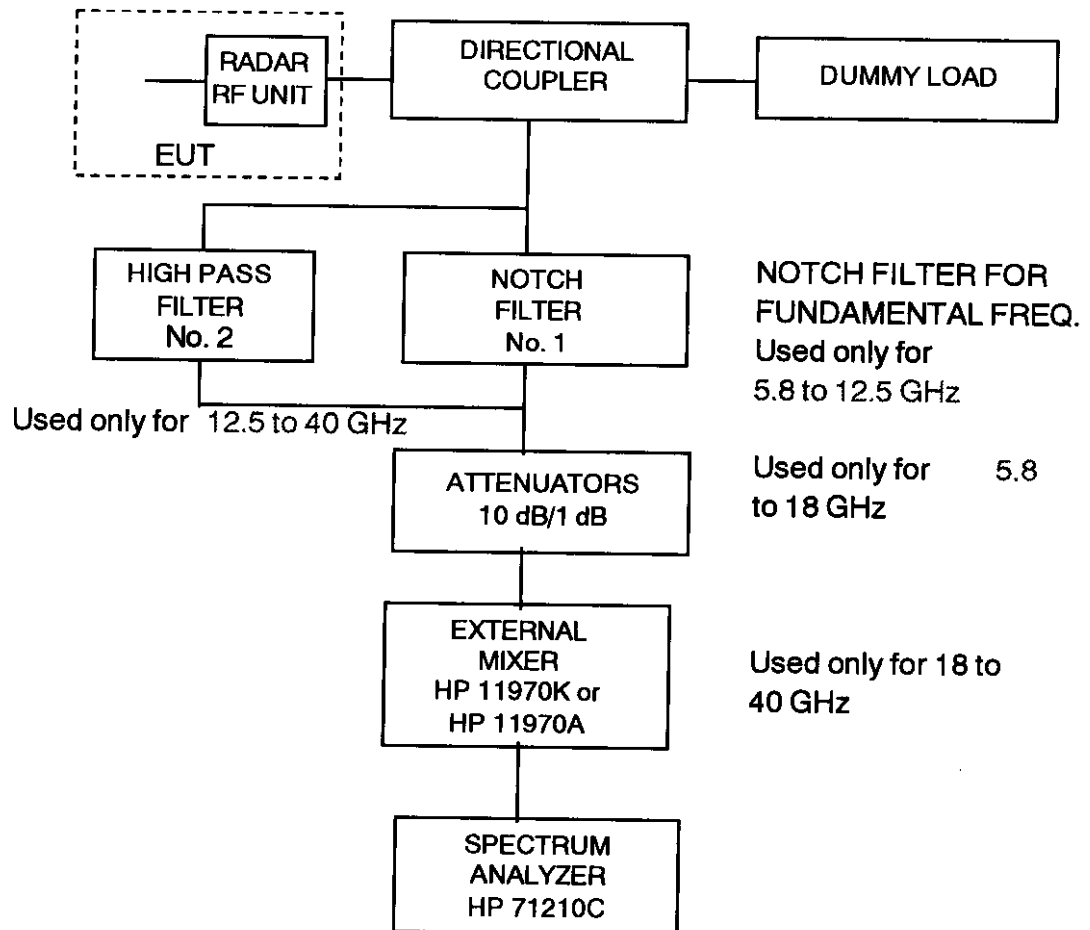 RADAR
RF UNIT
EUT
DIRECTIONAL
COUPLER
DUMMY LOAD
HIGH PASS
FILTER
No. 2
NOTCH
FILTER
No. 1
NOTCH FILTER FOR
FUNDAMENTAL FREQ.
Used only for
5.8 to 12.5 GHz
Used only for 12.5 to 40 GHz
ATTENUATORS
10 dB/1 dB
Used only for 5.8
to 18 GHz
EXTERNAL
MIXER
HP 11970K or
HP 11970A
Used only for 18 to
40 GHz
SPECTRUM
ANALYZER
HP 71210C